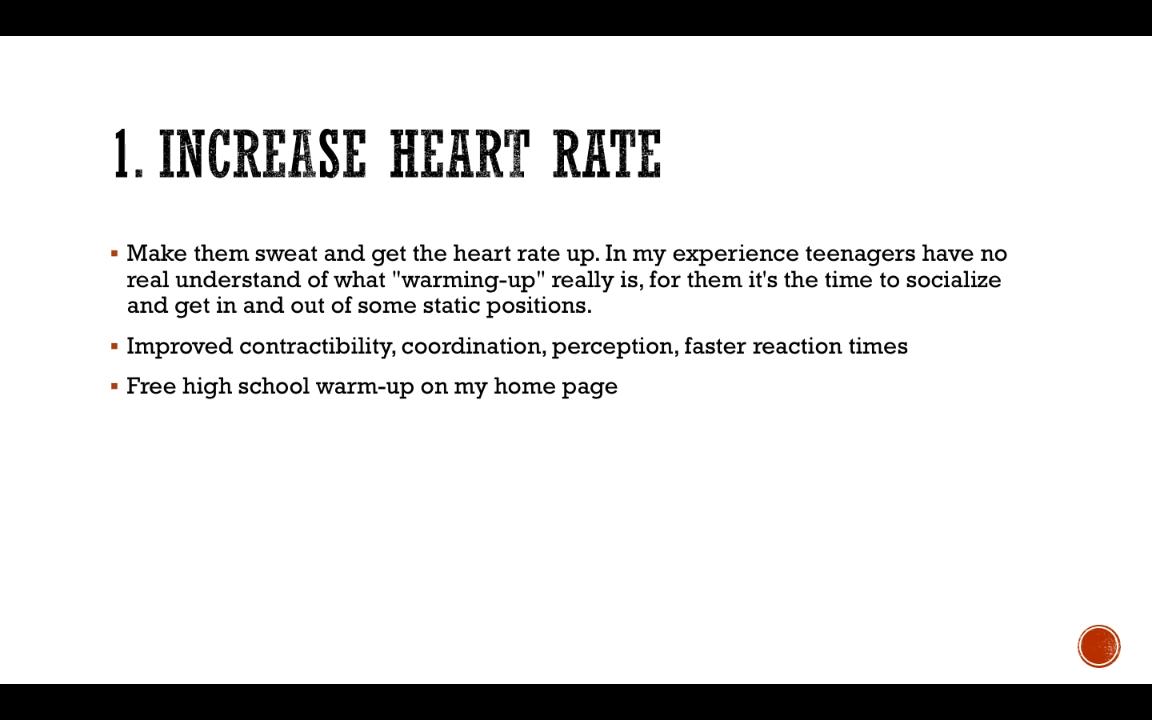 1. INCREASE HEART RATE
▪ Make them sweat and get the heart rate up. In my experience teenagers have no
real understand of what "warming-up" really is, for them it's the time to socialize
and get in and out of some static positions.
▪ Improved contractibility, coordination, perception, faster reaction times
▪ Free high school warm-up on my home page